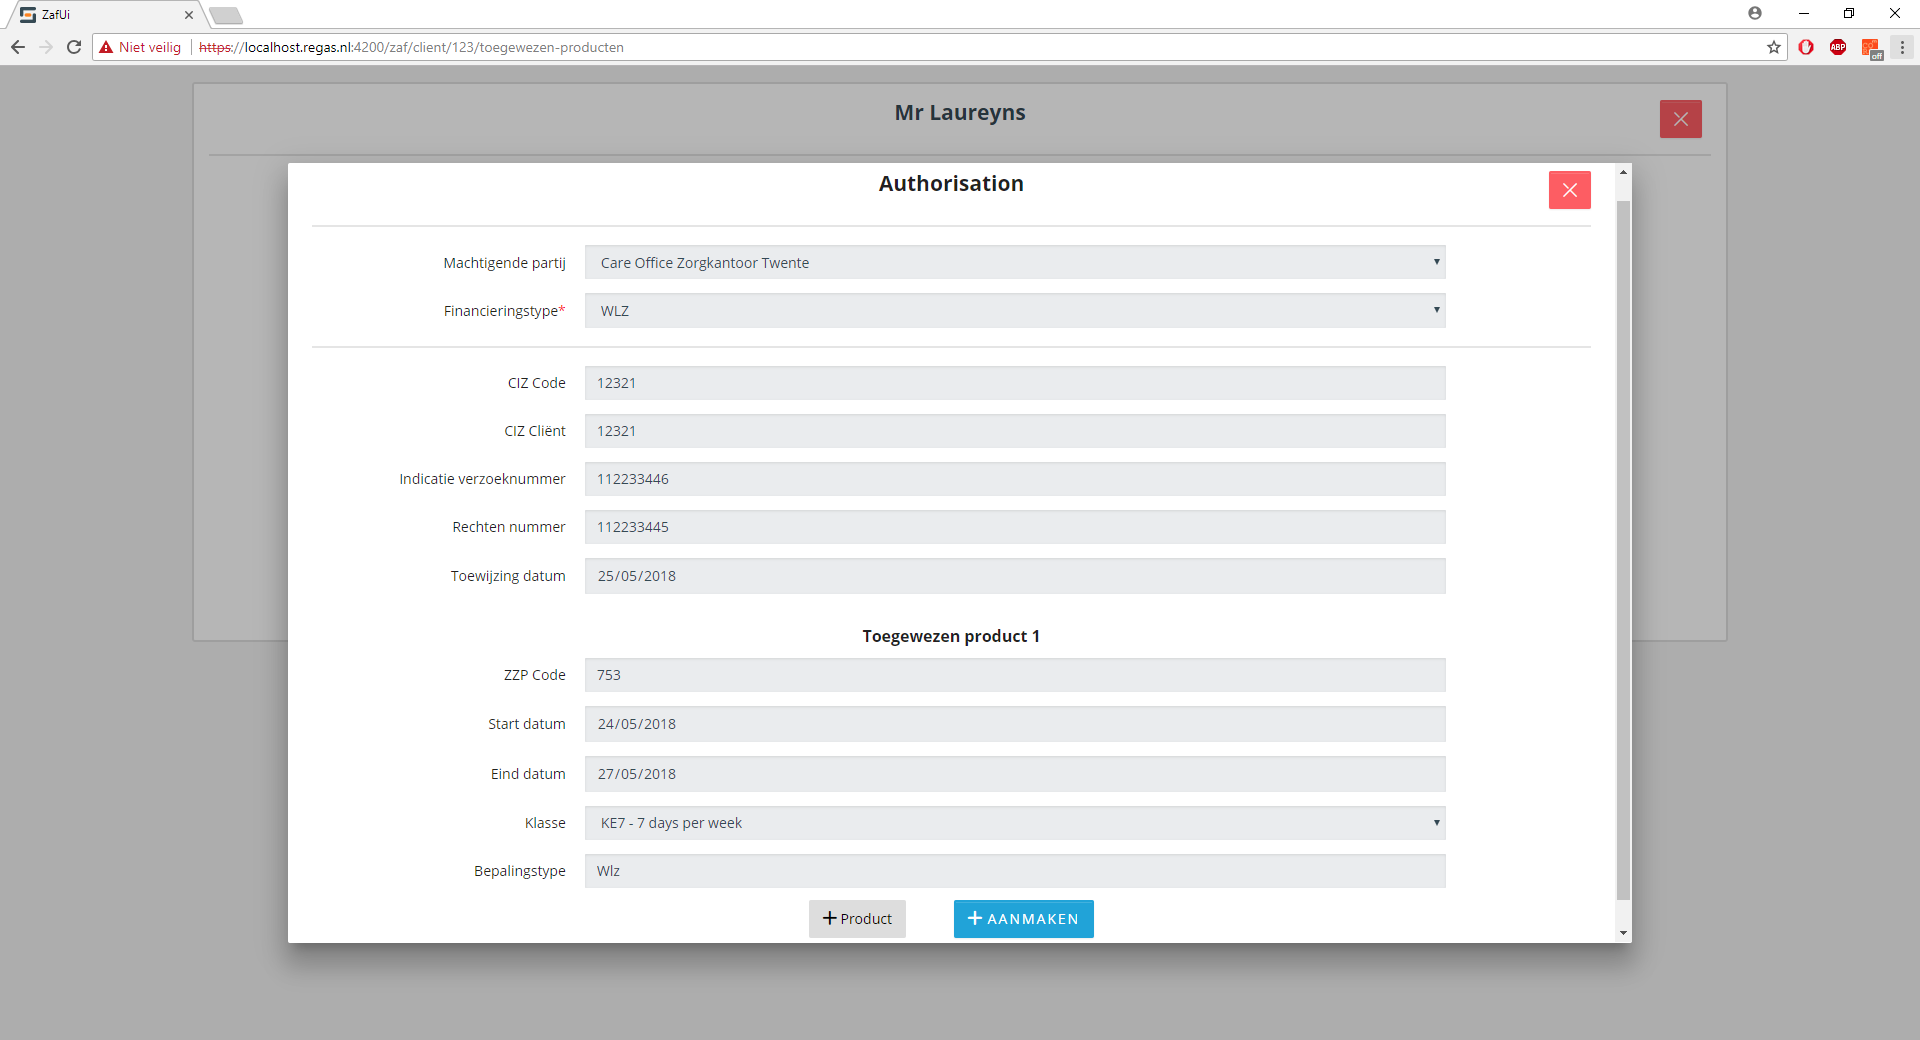 ZafUi
Niet veilig https://localhost.regas.nl:4200/zaf/client/123/toegewezen-producten
ABP
off
Mr Laureyns
Authorisation
Machtigende partij Care Office Zorgkantoor Twente
Financieringstype* WLZ
CIZ Code 12321
CIZ Cliënt 12321
Indicatie verzoeknummer 112233446
Rechten nummer 112233445
Toewijzing datum 25/05/2018
Toegewezen product 1
ZZP Code 753
Start datum 24/05/2018
Eind datum 27/05/2018
Klasse KE7 - 7 days per week
Bepalingstype Wlz
+ Product + AANMAKEN